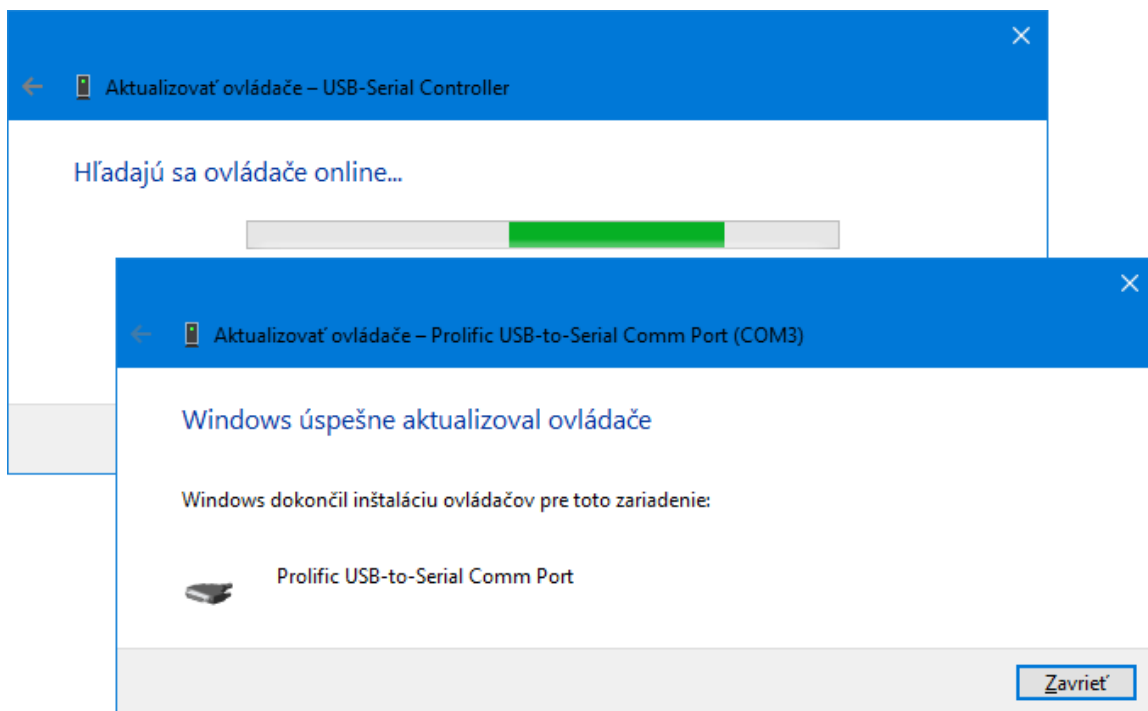 Aktualizovať ovládače – USB-Serial Controller
Hľadajú sa ovládače online...
Aktualizovať ovládače – Prolific USB-to-Serial Comm Port (COM3)
Windows úspešne aktualizoval ovládače
Windows dokončil inštaláciu ovládačov pre toto zariadenie:
Prolific USB-to-Serial Comm Port
Zavrieť